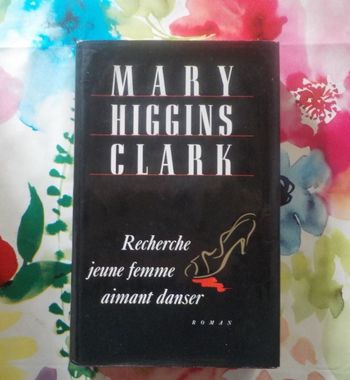 MARY
HIGGINS
CLARK
Recherche
jeune femme
aimant danser
ROMAN